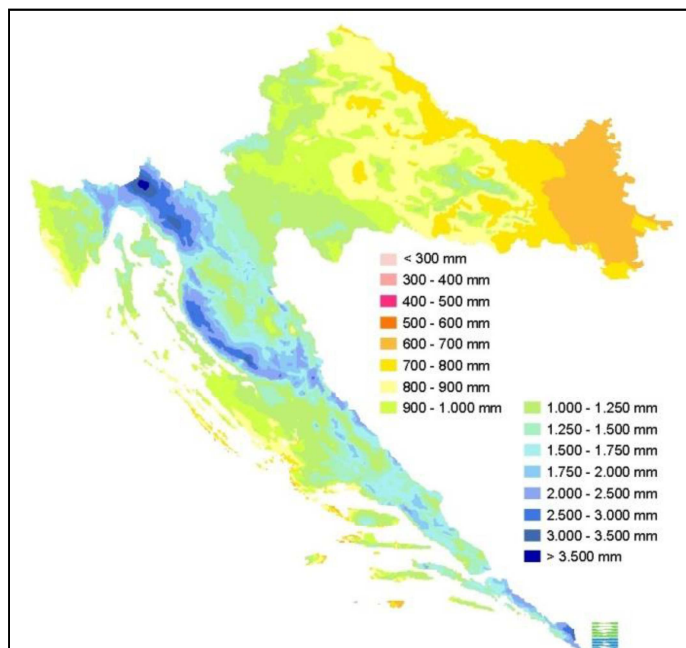 < 300 mm
300 - 400 mm
400 - 500 mm
500 - 600 mm
600 - 700 mm
700 - 800 mm
800 - 900 mm
900 - 1.000 mm
1.000 - 1.250 mm
1.250 - 1.500 mm
1.500 - 1.750 mm
1.750 - 2.000 mm
2.000 - 2.500 mm
2.500 - 3.000 mm
3.000 - 3.500 mm
> 3.500 mm